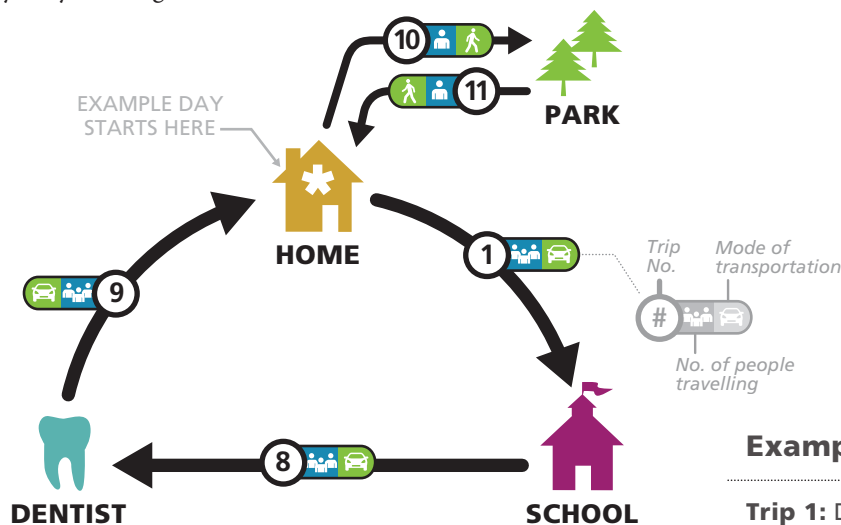 10
11
PARK
EXAMPLE DAY
STARTS HERE
HOME
1
Trip
No.
Mode of
transportation
#
No. of people
travelling
9
8
DENTIST
SCHOOL
Examp
Trip 1: